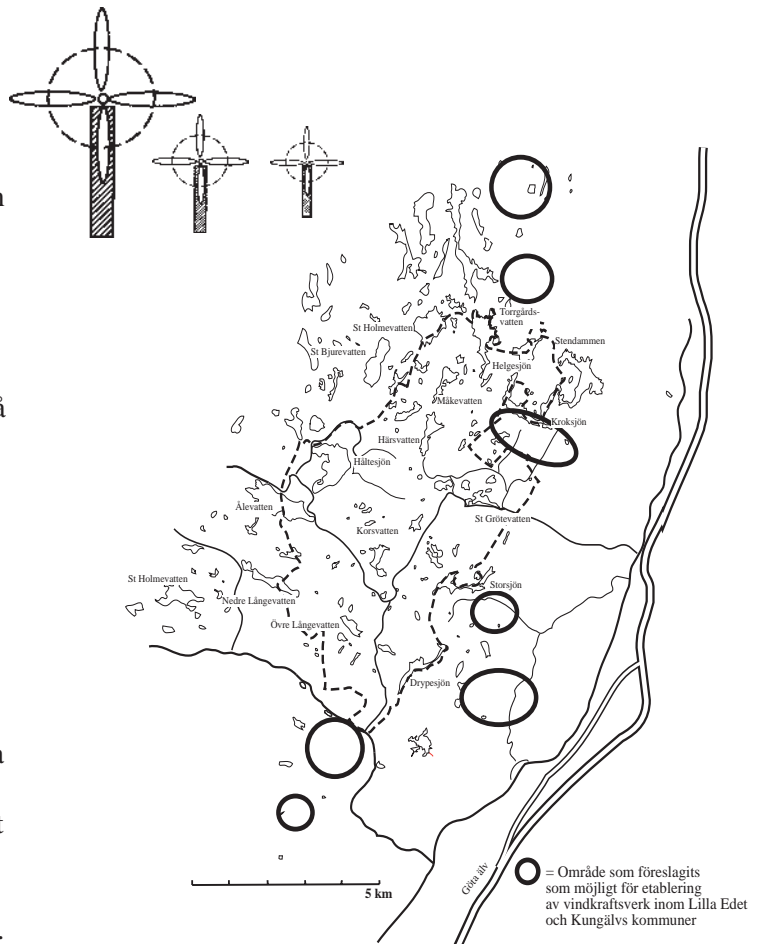 n
Torrgårds-
vatten
St Holmevatten
Stendammen
St Bjurevatten
Helgesjön
Måkevatten
å
Kroksjön
Härsvatten
Håltesjön
Ålevatten
St Grötevatten
Korsvatten
St Holmevatten
Storsjön
Nedre Långevatten
Övre Långevatten
Drypesjön
a
t
Göta älv
= Område som föreslagits
som möjligt för etablering
av vindkraftsverk inom Lilla Edet
och Kungälvs kommuner
5 km
.